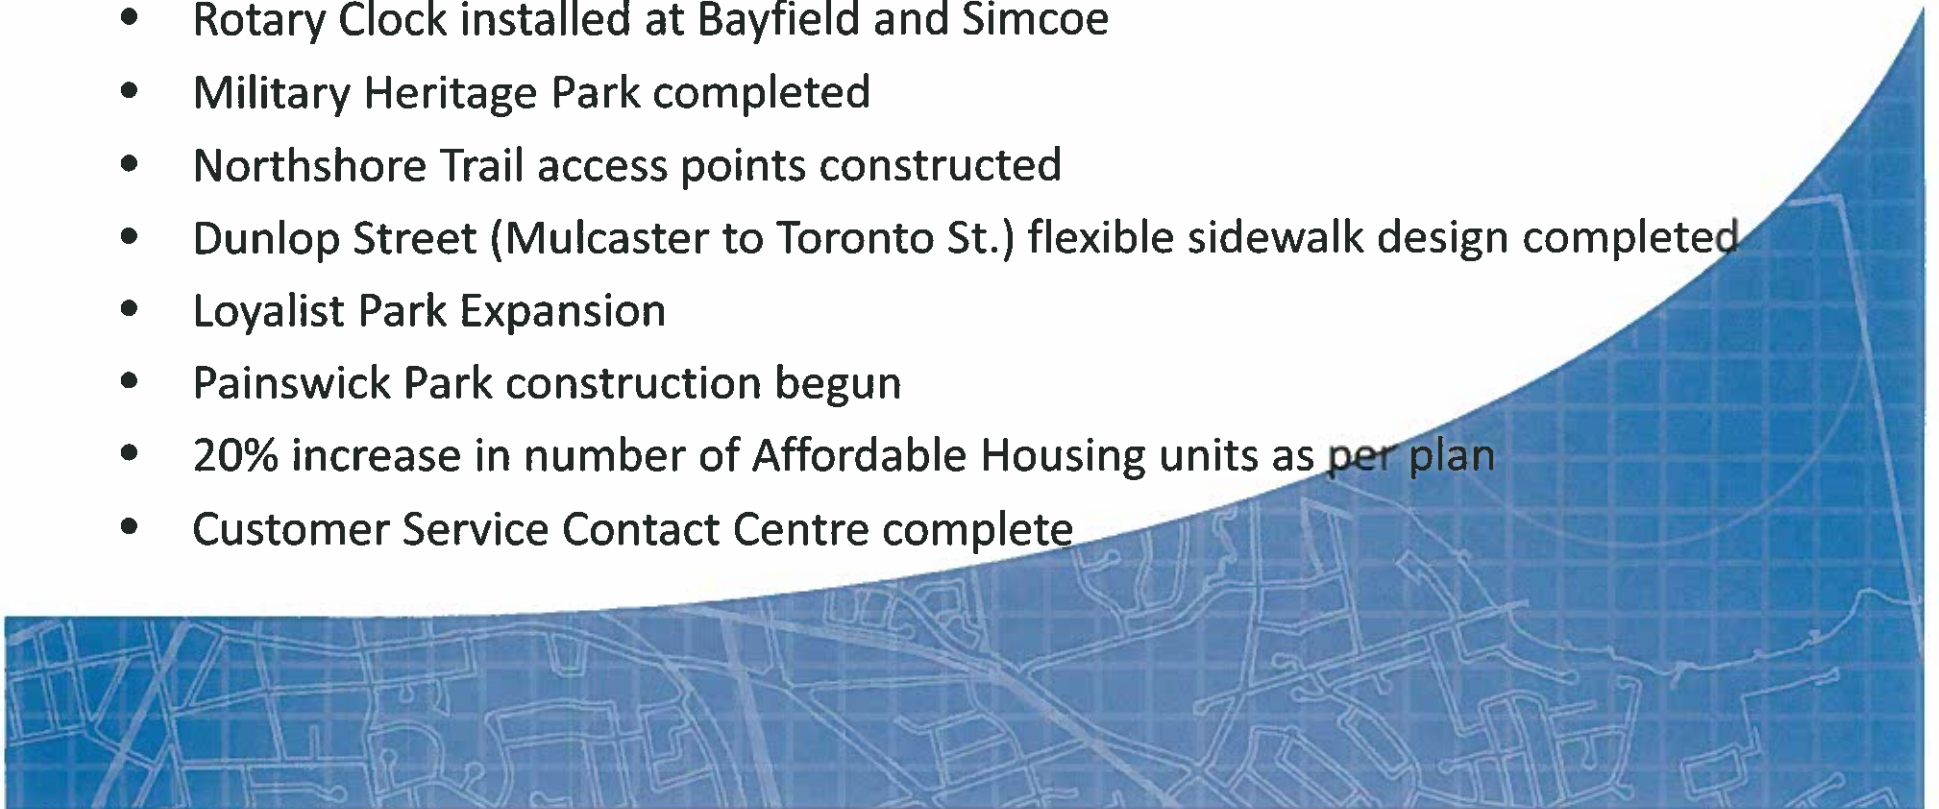 • Rotary Clock installed at Bayfield and Simcoe
• Military Heritage Park completed
• Northshore Trail access points constructed
• Dunlop Street (Mulcaster to Toronto St.) flexible sidewalk design completed
• Loyalist Park Expansion
• Painswick Park construction begun
• 20% increase in number of Affordable Housing units as per plan
• Customer Service Contact Centre complete